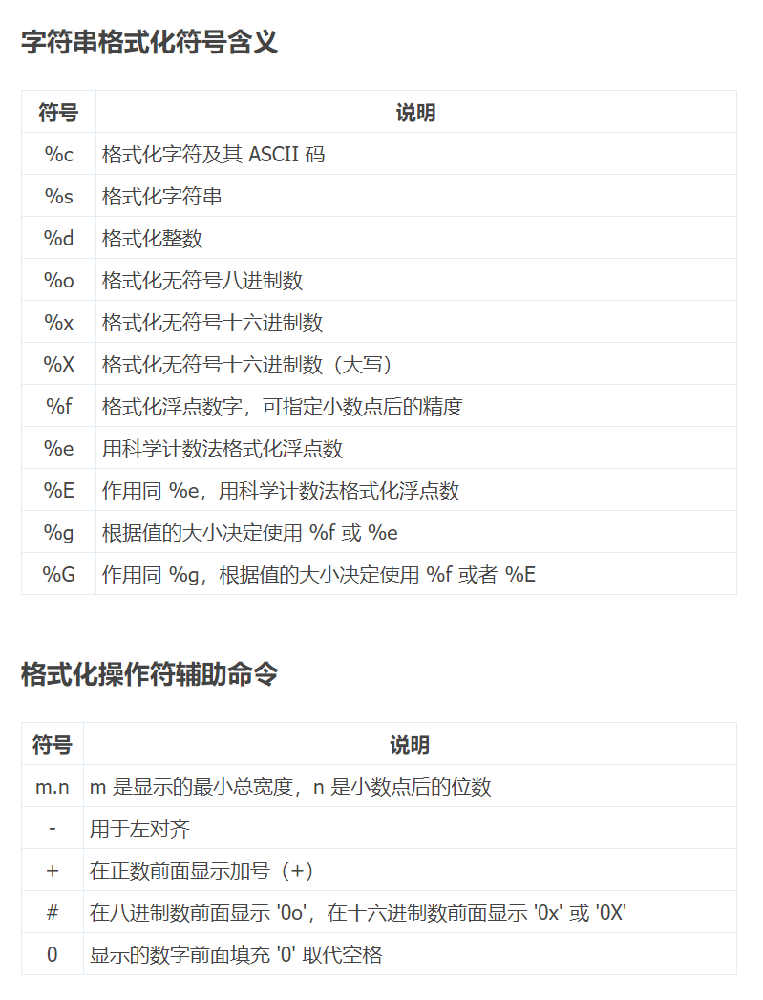 字符串格式化符号含义
符号 说明
%c 格式化字符及其 ASCII 码
%s 格式化字符串
%d 格式化整数
%o 格式化无符号八进制数
%x 格式化无符号十六进制数
%X 格式化无符号十六进制数（大写）
%f 格式化浮点数字，可指定小数点后的精度
%e 用科学计数法格式化浮点数
%E 作用同 %e，用科学计数法格式化浮点数
%g 根据值的大小决定使用 %f 或 %e
%G 作用同 %g，根据值的大小决定使用 %f 或者 %E
格式化操作符辅助命令
符号 说明
m.n m 是显示的最小总宽度，n 是小数点后的位数
- 用于左对齐
+ 在正数前面显示加号（+）
# 在八进制数前面显示 '0o'，在十六进制数前面显示 '0x' 或 '0X'
0 显示的数字前面填充 '0' 取代空格